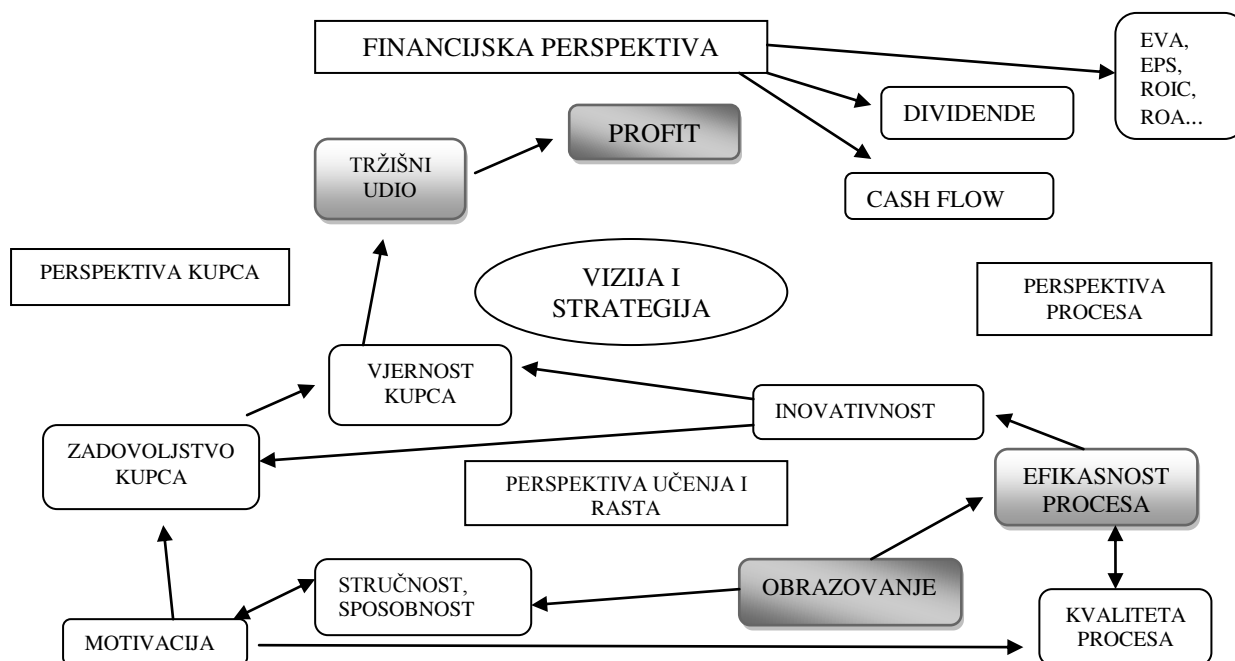 FINANCIJSKA PERSPEKTIVA
EVA,
EPS,
ROIC,
ROA...
DIVIDENDE
PROFIT
TRŽIŠNI
UDIO
CASH FLOW
PERSPEKTIVA KUPCA
VIZIJA I
STRATEGIJA
PERSPEKTIVA
PROCESA
VJERNOST
KUPCA
INOVATIVNOST
ZADOVOLJSTVO
KUPCA
PERSPEKTIVA UČENJA I
RASTA
EFIKASNOST
PROCESA
STRUČNOST,
SPOSOBNOST
OBRAZOVANJE
MOTIVACIJA
KVALITETA
PROCESA